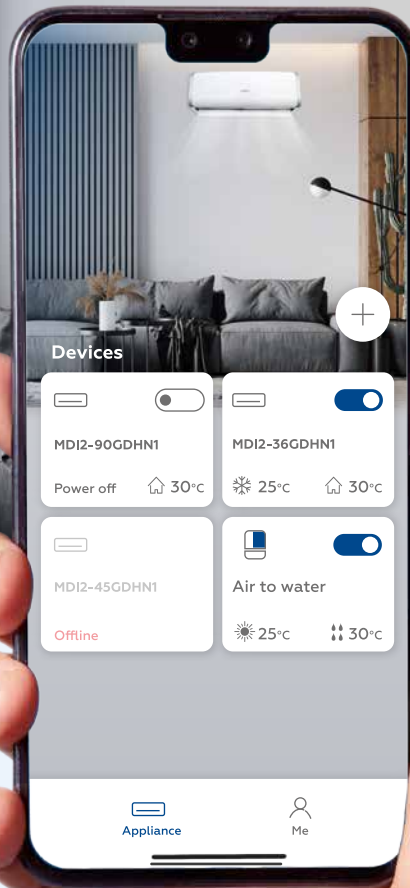 Devices
MDI2-90GDHN1
Power off 30°C
MDI2-36GDHN1
25°C 30°C
MDI2-45GDHN1
Offline
Air to water
25°C 30°C
Appliance
Me